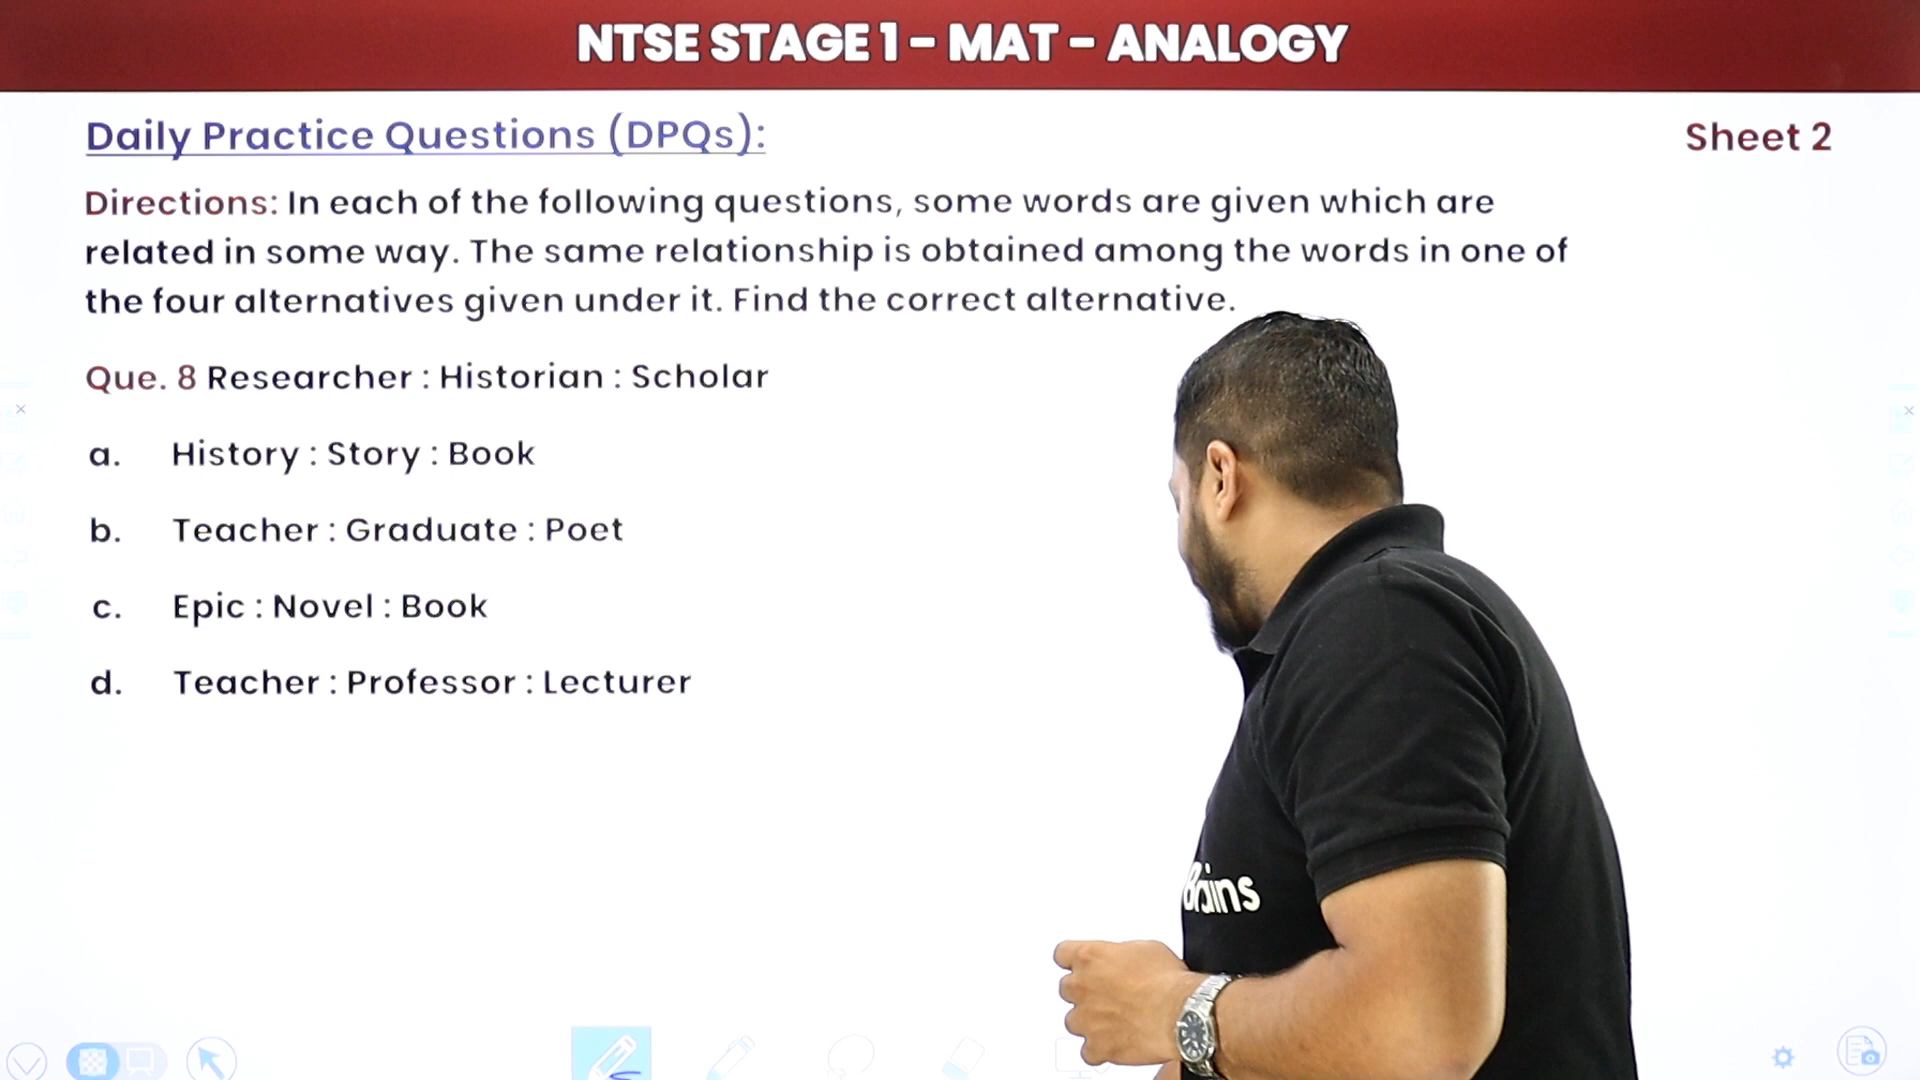 NTSE STAGE 1 - MAT - ANALOGY
Daily Practice Questions (DPQs):
Sheet 2
Directions: In each of the following questions, some words are given which are
related in some way. The same relationship is obtained among the words in one of
the four alternatives given under it. Find the correct alternative.
Que. 8 Researcher : Historian : Scholar
a. History : Story : Book
b. Teacher : Graduate : Poet
c. Epic : Novel : Book
d. Teacher : Professor : Lecturer
Brains